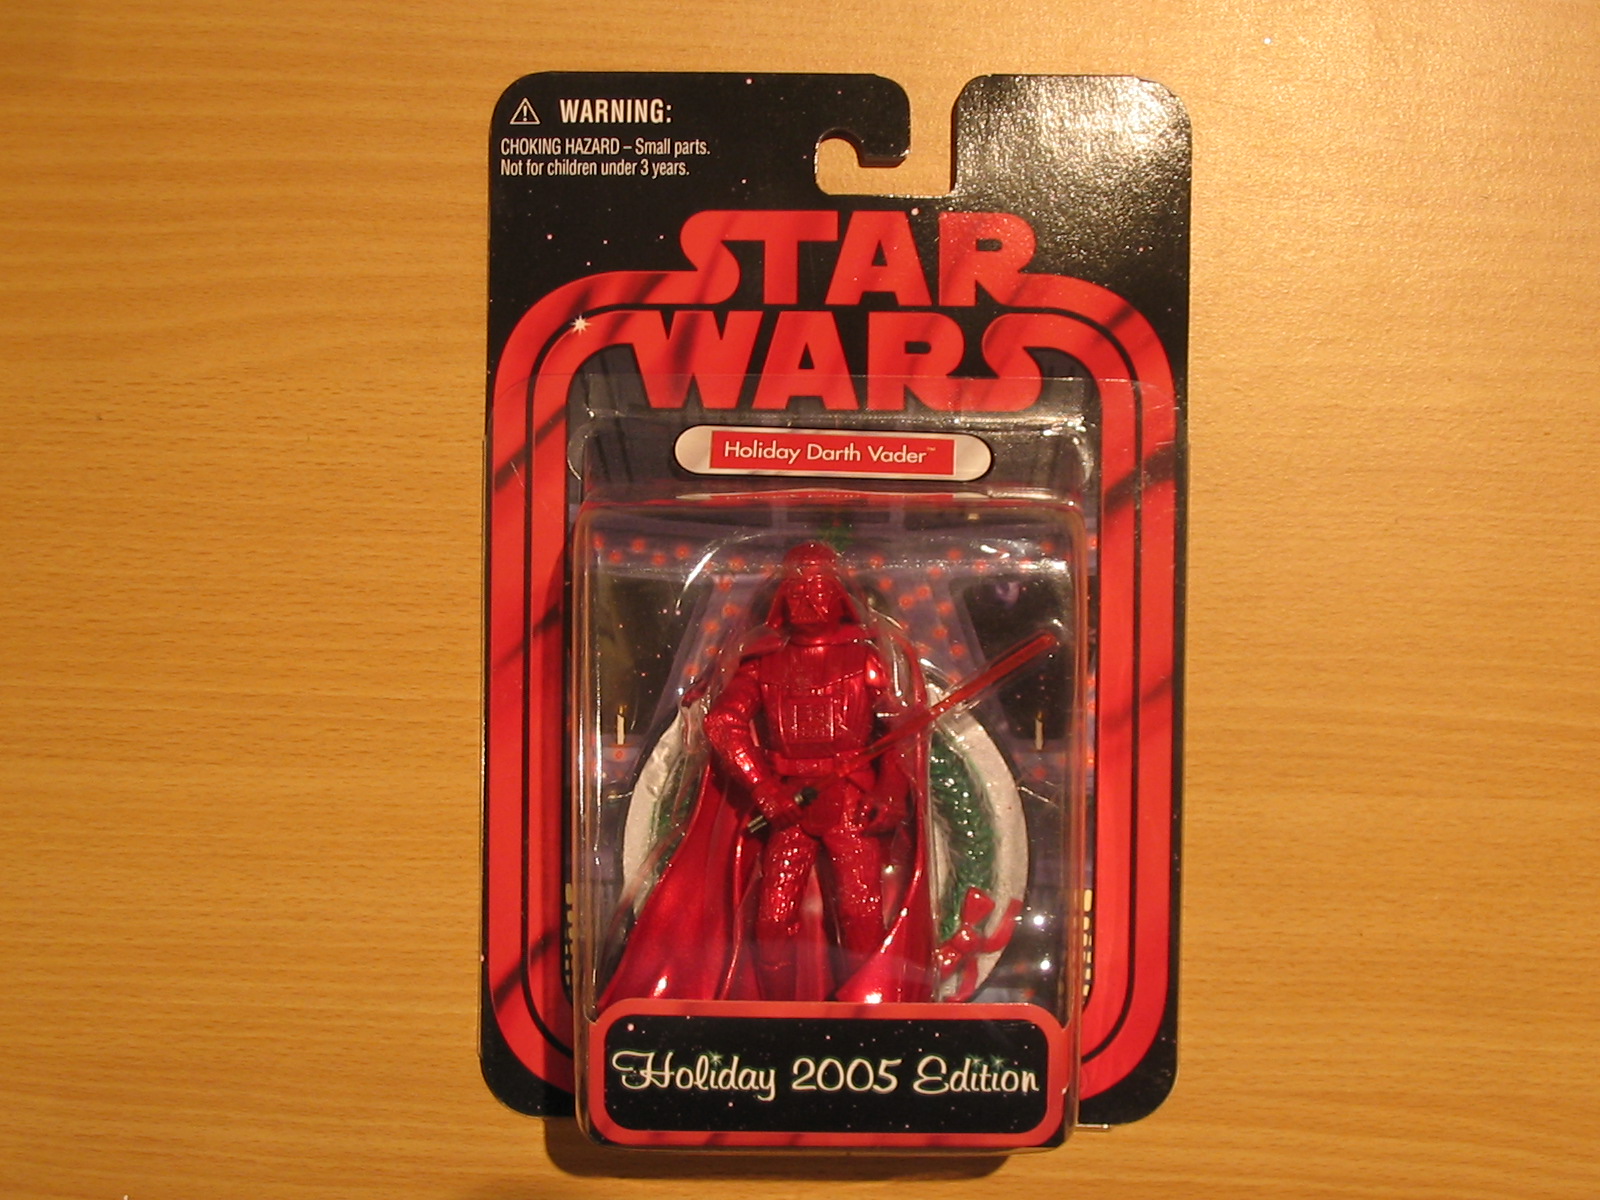 WARNING:
CHOKING HAZARD – Small parts.
Not for children under 3 years.
STAR
WARS
Holiday Darth Vader™
Holiday 2005 Edition